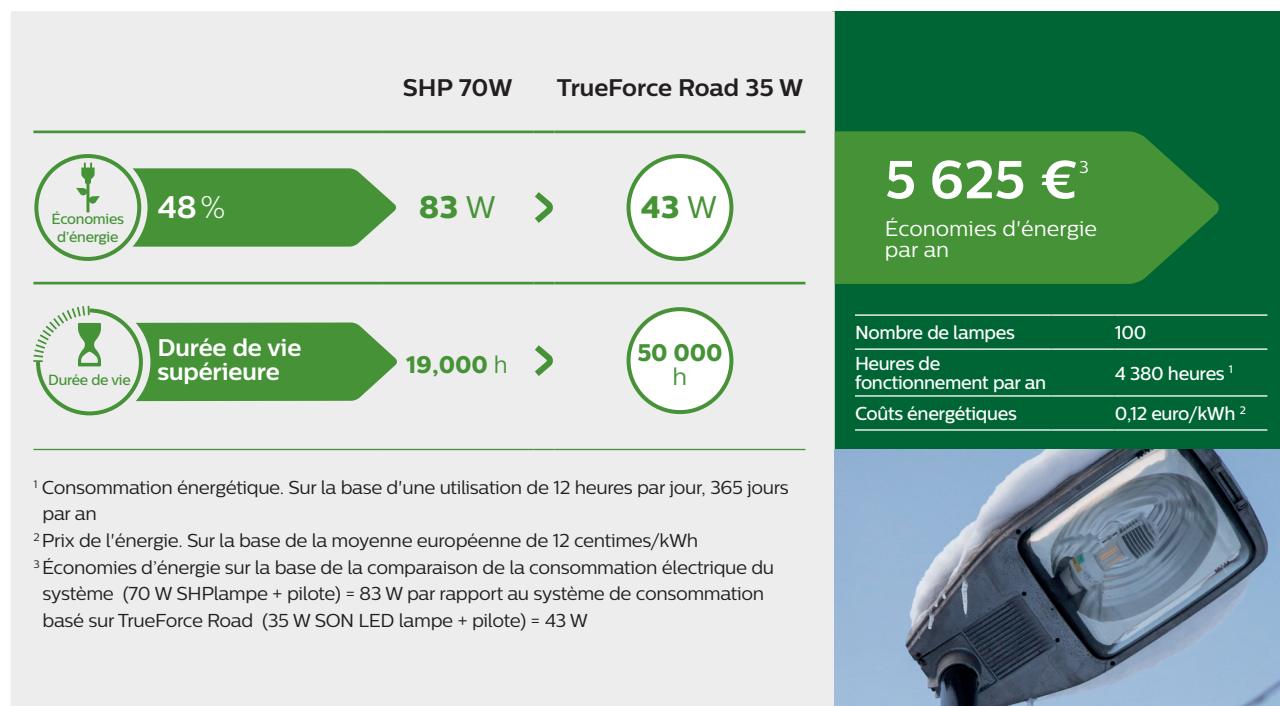 SHP 70W
TrueForce Road 35 W
Économies
d'énergie
48 %
83 W
43 W
Durée de vie
Durée de vie
supérieure
19,000 h
50 000
h
5 625 €³
Économies d'énergie
par an
Nombre de lampes 100
Heures de
fonctionnement par an 4 380 heures ¹
Coûts énergétiques 0,12 euro/kWh ²
¹ Consommation énergétique. Sur la base d'une utilisation de 12 heures par jour, 365 jours
par an
² Prix de l'énergie. Sur la base de la moyenne européenne de 12 centimes/kWh
³ Économies d'énergie sur la base de la comparaison de la consommation électrique du
système (70 W SHPlampe + pilote) = 83 W par rapport au système de consommation
basé sur TrueForce Road (35 W SON LED lampe + pilote) = 43 W